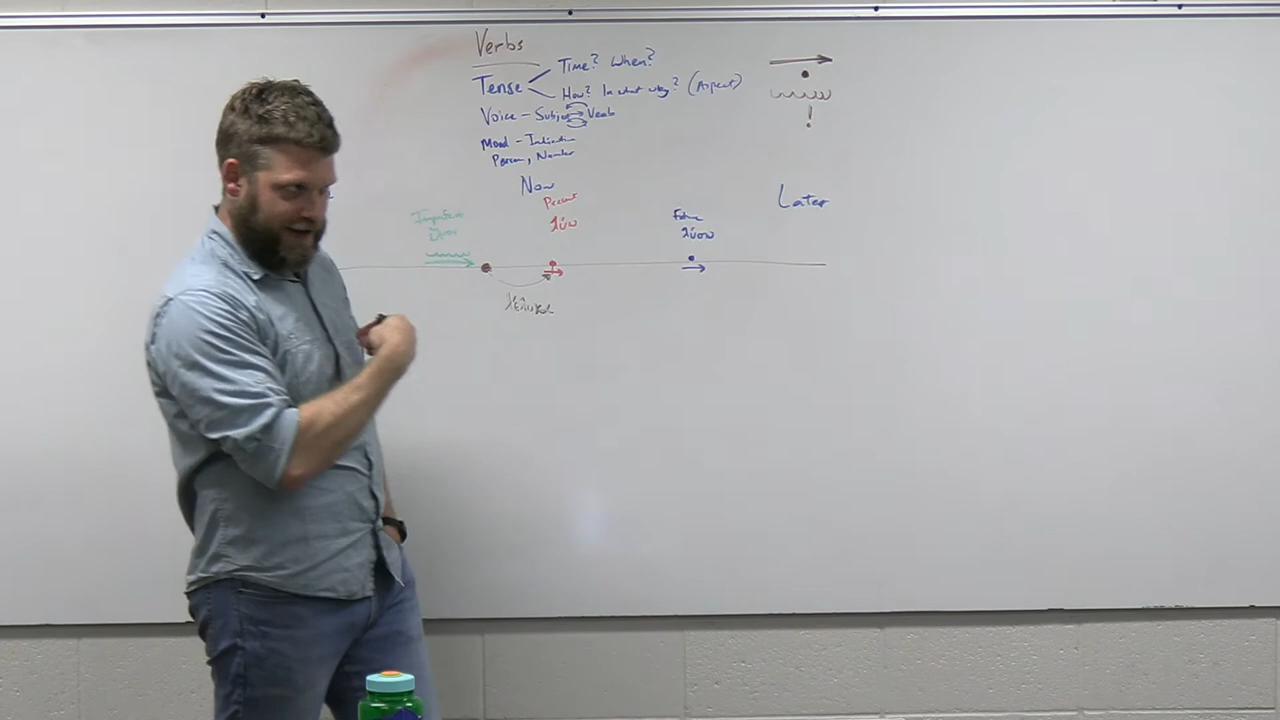 Verbs
Tense
Time? When?
How? In what way? (Aspect)
Voice - Subj Verb
Mood - Indicative
Person, Number
!
Now
Later
Imperfect
Present
λύω
Future
λύσω
λέλυκα